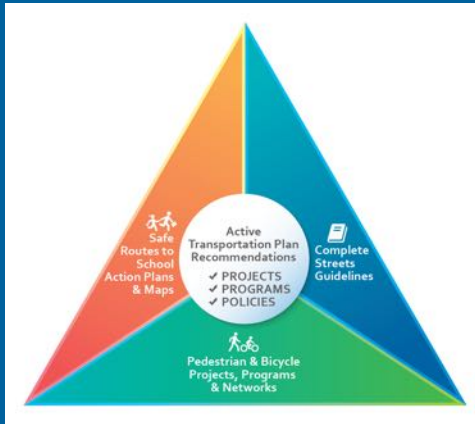 Active
Transportation Plan
Recommendations
✓ PROJECTS
✓ PROGRAMS
✓ POLICIES
Safe
Routes to
School
Action Plans
& Maps
Complete
Streets
Guidelines
Pedestrian & Bicycle
Projects, Programs
& Networks